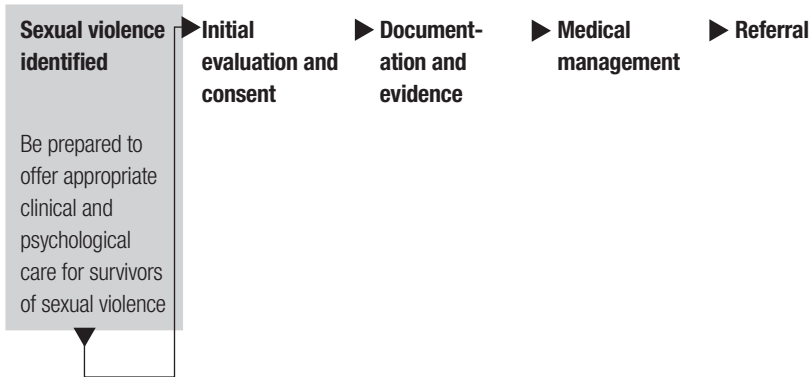 Sexual violence
identified
Be prepared to
offer appropriate
clinical and
psychological
care for survivors
of sexual violence
Initial
evaluation and
consent
Document-
ation and
evidence
Medical
management
Referral